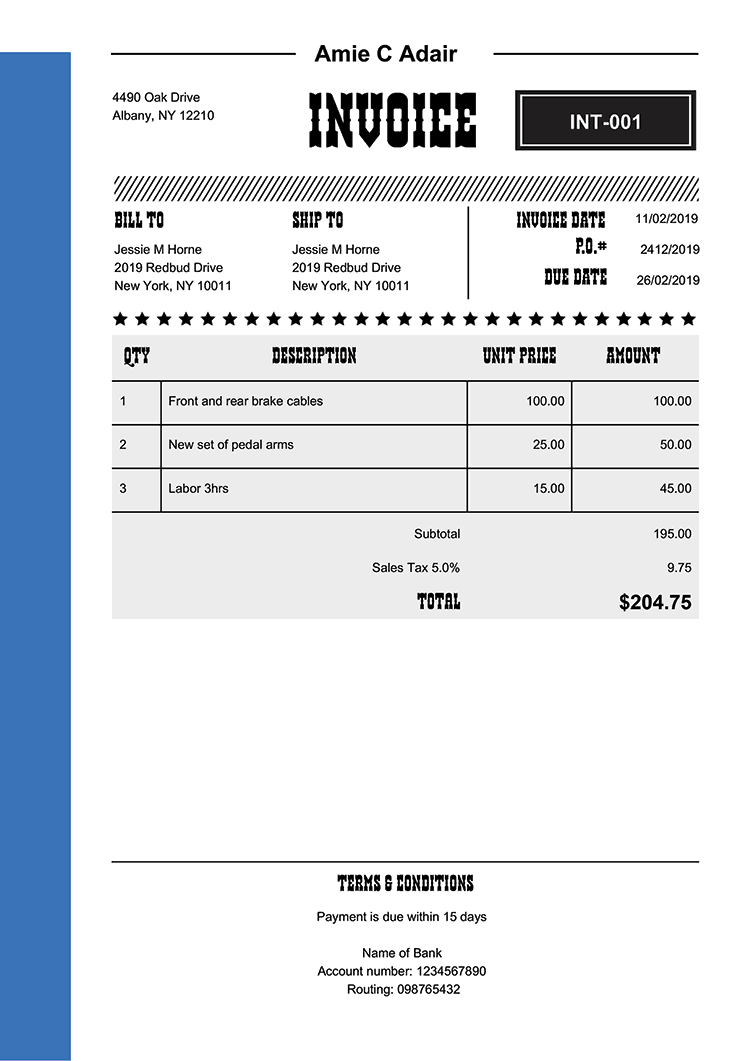 Amie C Adair
4490 Oak Drive
Albany, NY 12210
INVOICE
INT-001
BILL TO
Jessie M Horne
2019 Redbud Drive
New York, NY 10011
SHIP TO
Jessie M Horne
2019 Redbud Drive
New York, NY 10011
INVOICE DATE 11/02/2019
P.O.# 2412/2019
DUE DATE 26/02/2019
QTY DESCRIPTION UNIT PRICE AMOUNT
1 Front and rear brake cables 100.00 100.00
2 New set of pedal arms 25.00 50.00
3 Labor 3hrs 15.00 45.00
Subtotal 195.00
Sales Tax 5.0% 9.75
TOTAL $204.75
TERMS & CONDITIONS
Payment is due within 15 days
Name of Bank
Account number: 1234567890
Routing: 098765432